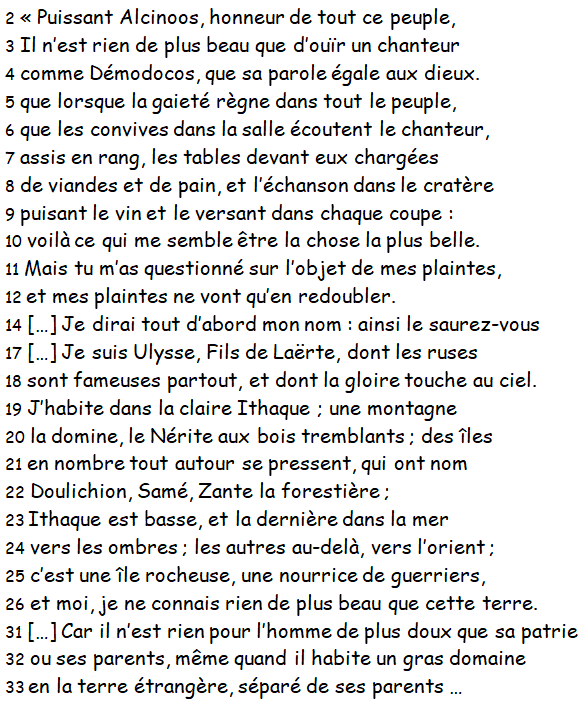 2 « Puissant Alcinoos, honneur de tout ce peuple,
3 Il n'est rien de plus beau que d'ouïr un chanteur
4 comme Démodocos, que sa parole égale aux dieux.
5 que lorsque la gaieté règne dans tout le peuple,
6 que les convives dans la salle écoutent le chanteur,
7 assis en rang, les tables devant eux chargées
8 de viandes et de pain, et l'échanson dans le cratère
9 puisant le vin et le versant dans chaque coupe :
10 voilà ce qui me semble être la chose la plus belle.
11 Mais tu m'as questionné sur l'objet de mes plaintes,
12 et mes plaintes ne vont qu'en redoubler.
14 [...] Je dirai tout d'abord mon nom : ainsi le saurez-vous
17 [...] Je suis Ulysse, Fils de Laërte, dont les ruses
18 sont fameuses partout, et dont la gloire touche au ciel.
19 J'habite dans la claire Ithaque ; une montagne
20 la domine, le Nérite aux bois tremblants ; des îles
21 en nombre tout autour se pressent, qui ont nom
22 Doulichion, Samé, Zante la forestière ;
23 Ithaque est basse, et la dernière dans la mer
24 vers les ombres ; les autres au-delà, vers l'orient ;
25 c'est une île rocheuse, une nourrice de guerriers,
26 et moi, je ne connais rien de plus beau que cette terre.
31 [...] Car il n'est rien pour l'homme de plus doux que sa patrie
32 ou ses parents, même quand il habite un gras domaine
33 en la terre étrangère, séparé de ses parents ...